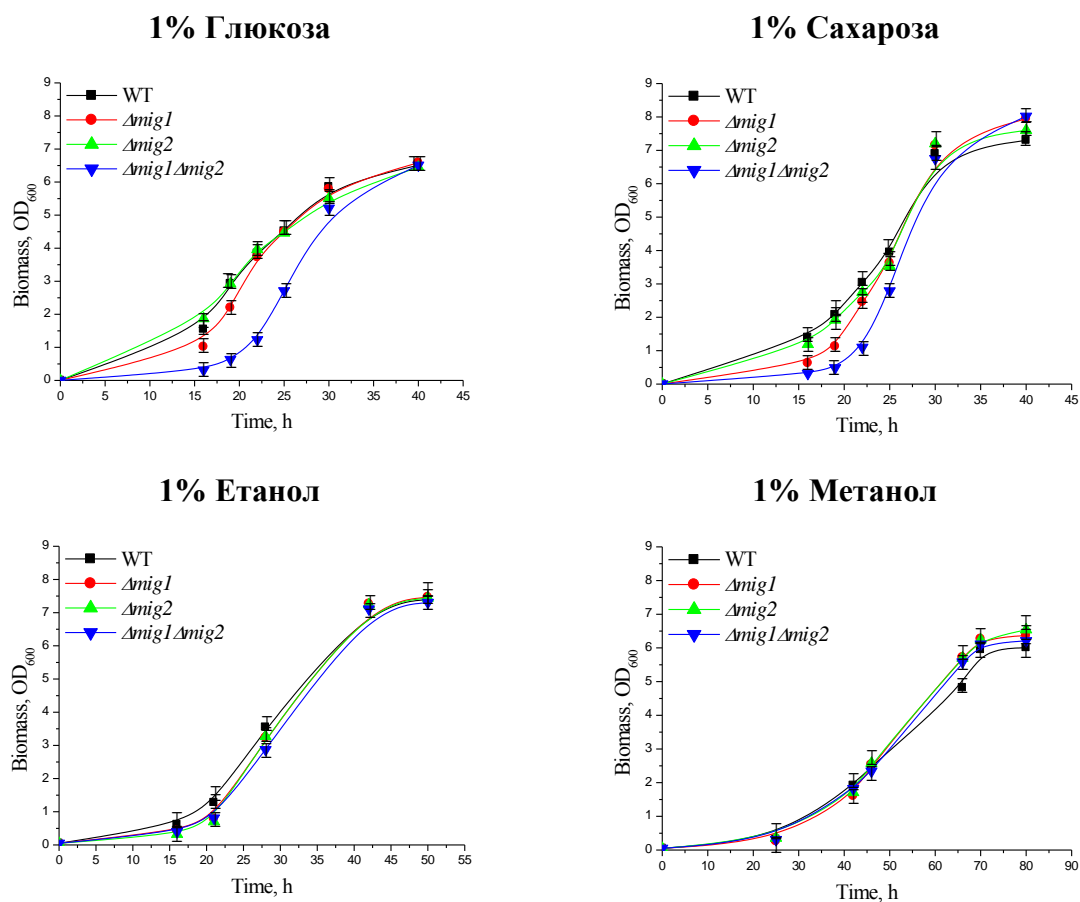 1% Глюкоза
9
8
7
6
5
4
3
2
1
0
Biomass, OD600
WT
Δmig1
Δmig2
Δmig1Δmig2
0 5 10 15 20 25 30 35 40 45
Time, h
1% Сахароза
9
8
7
6
5
4
3
2
1
0
Biomass, OD600
WT
Δmig1
Δmig2
Δmig1Δmig2
0 5 10 15 20 25 30 35 40 45
Time, h
1% Етанол
9
8
7
6
5
4
3
2
1
0
Biomass, OD600
WT
Δmig1
Δmig2
Δmig1Δmig2
0 5 10 15 20 25 30 35 40 45 50 55
Time, h
1% Метанол
9
8
7
6
5
4
3
2
1
0
Biomass, OD600
WT
Δmig1
Δmig2
Δmig1Δmig2
0 10 20 30 40 50 60 70 80 90
Time, h